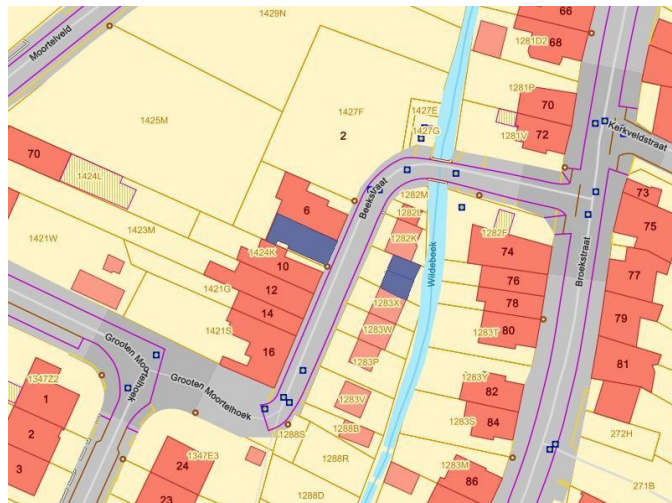 1429N
66
1281D2
68
Moortelveld
1281P
70
1427E
1427F
1427G
1425M
2
1281V
72
Kerkveldstraat
70
1424L
73
1282M
6
Beekstraat
1282L
75
1423M
1282F
1421W
1282K
74
1424K
10
Wildebeek
Broekstraat
77
76
1421G
12
1283X
78
14
79
1421S
1283W
1283T
80
16
1283P
81
Grooten Moortelhoek
Grooten Moortelhoek
1347Z2
1283Y
82
1
1283V
1283S
84
2
1288S
1288B
272H
1347E3
24
1288R
3
1283M
86
271B
23
1288D